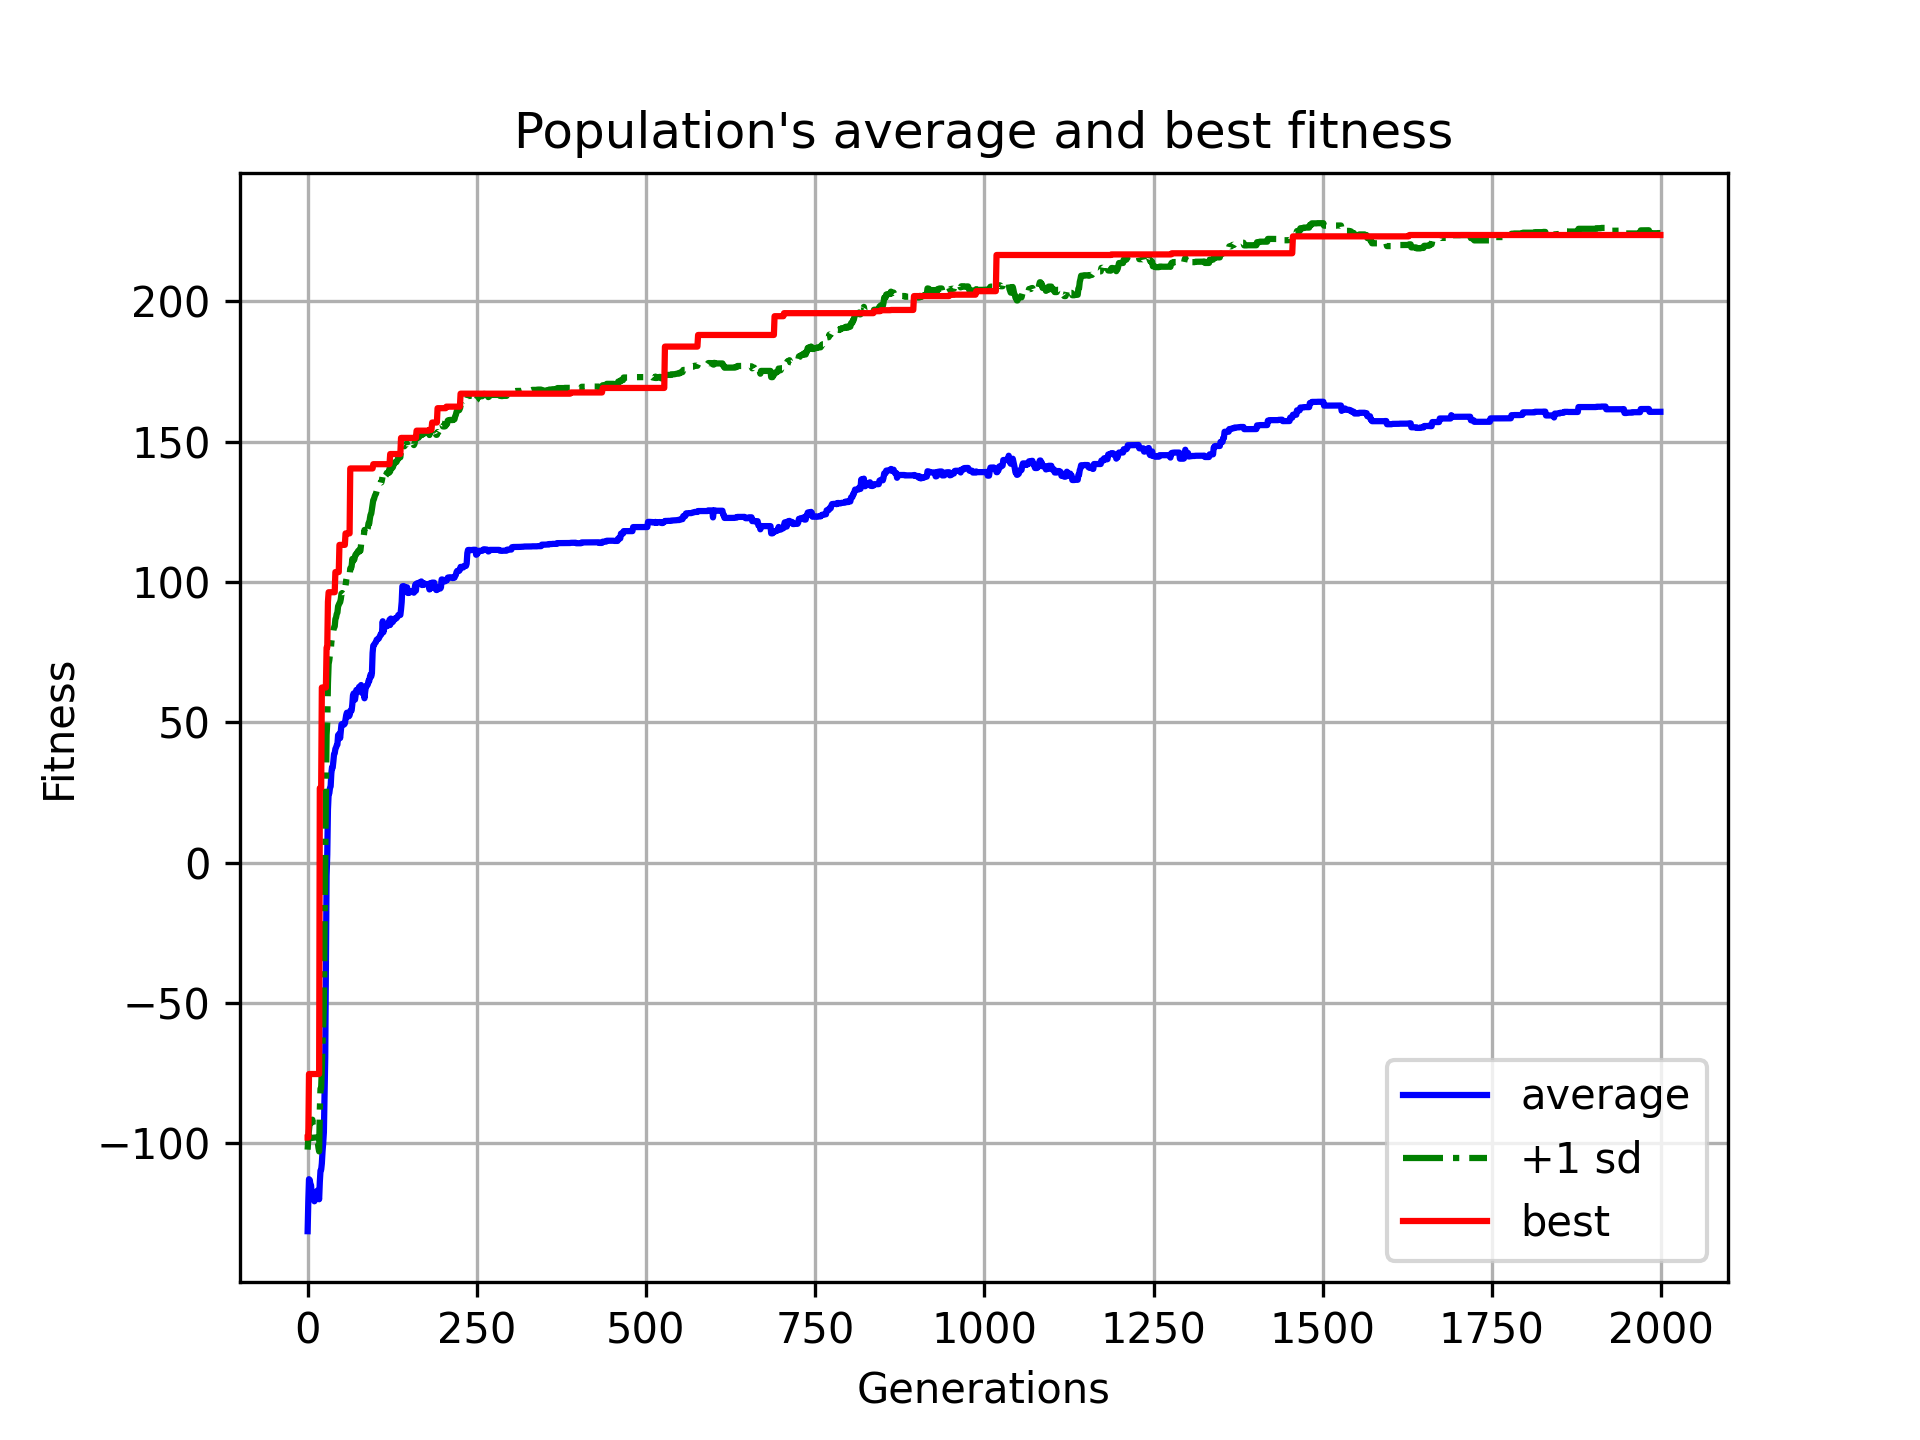 Population's average and best fitness
Fitness
200
150
100
50
0
−50
−100
0 250 500 750 1000 1250 1500 1750 2000
Generations
average
+1 sd
best